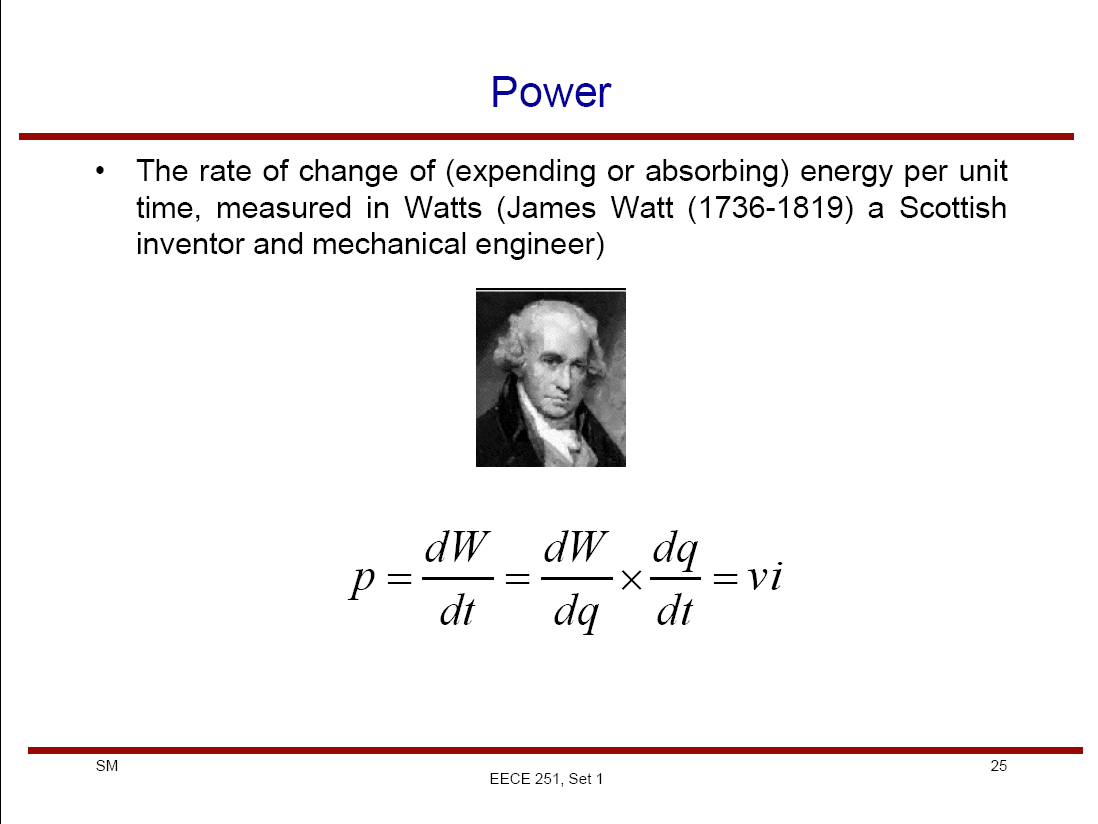 Power
• The rate of change of (expending or absorbing) energy per unit
time, measured in Watts (James Watt (1736-1819) a Scottish
inventor and mechanical engineer)
p = dW/dt = dW/dq × dq/dt = vi
SM
EECE 251, Set 1
25